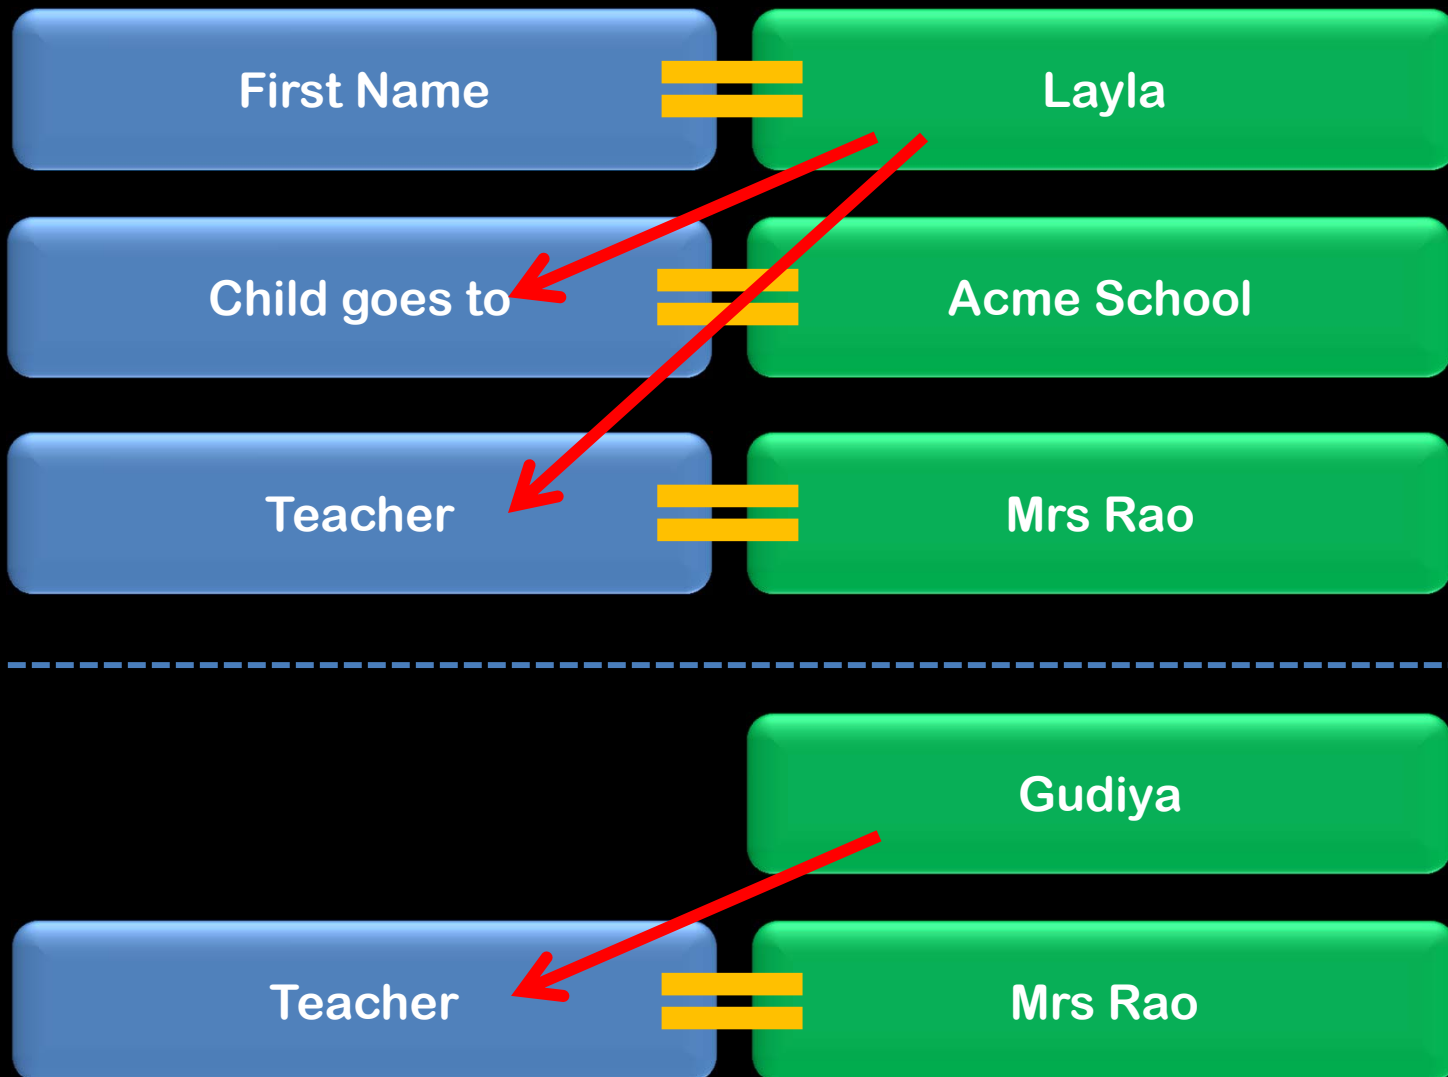 First Name
Layla
Child goes to
Acme School
Teacher
Mrs Rao
Gudiya
Teacher
Mrs Rao